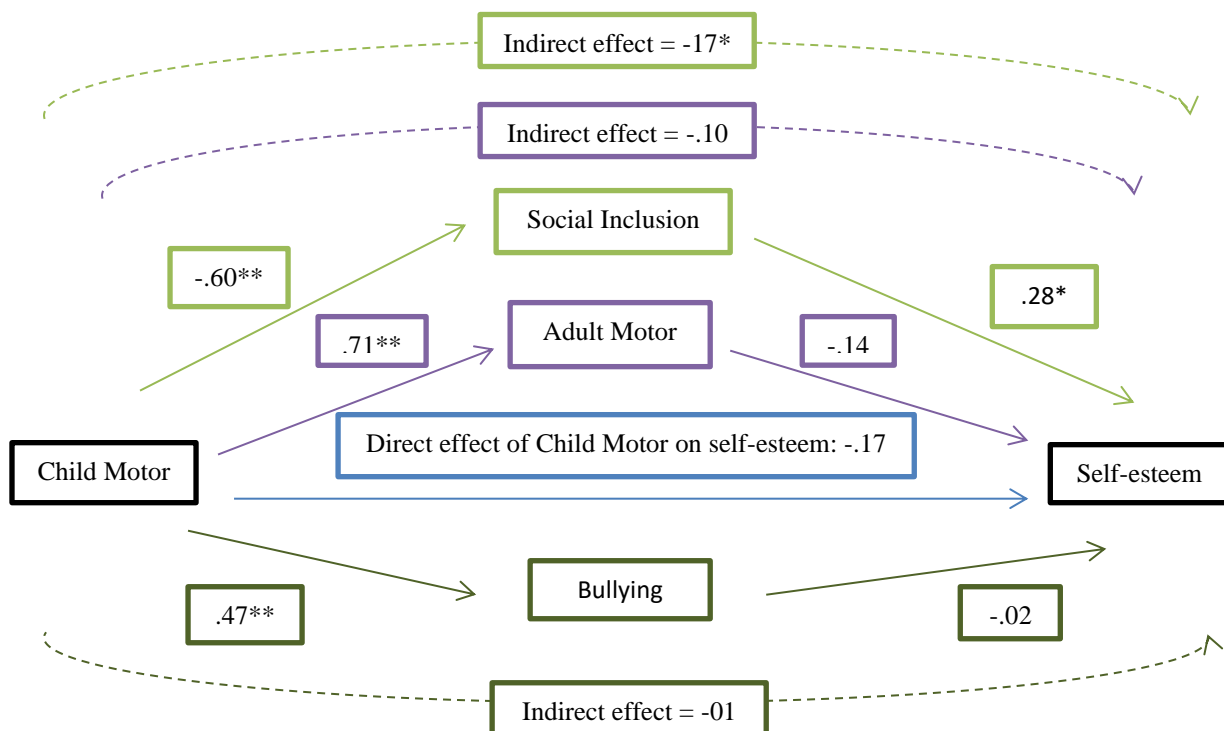 Indirect effect = -17*
Indirect effect = -.10
Social Inclusion
-.60**
.28*
.71**
Adult Motor
-.14
Direct effect of Child Motor on self-esteem: -.17
Child Motor
Self-esteem
Bullying
.47**
-.02
Indirect effect = -01